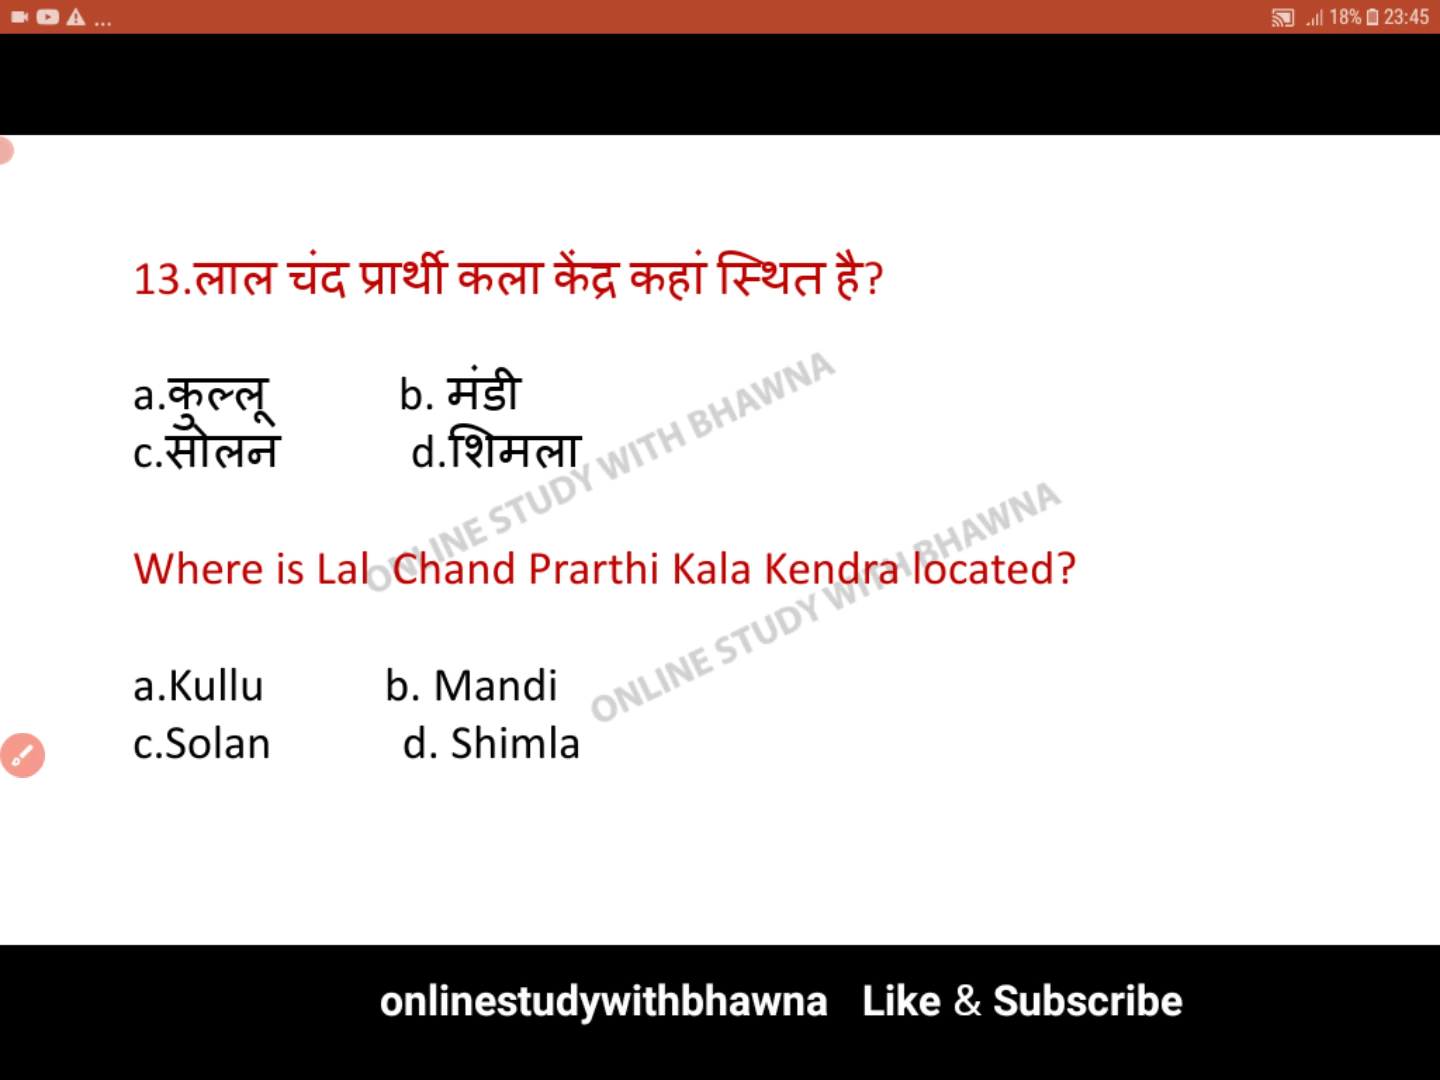 ... 18% 23:45
13.लाल चंद प्रार्थी कला केंद्र कहां स्थित है?
a.कुल्लू b. मंडी
c.सोलन d.शिमला
ONLINE STUDY WITH BHAWNA
Where is Lal Chand Prarthi Kala Kendra located?
ONLINE STUDY WITH BHAWNA
a.Kullu b. Mandi
c.Solan d. Shimla
onlinestudywithbhawna Like & Subscribe